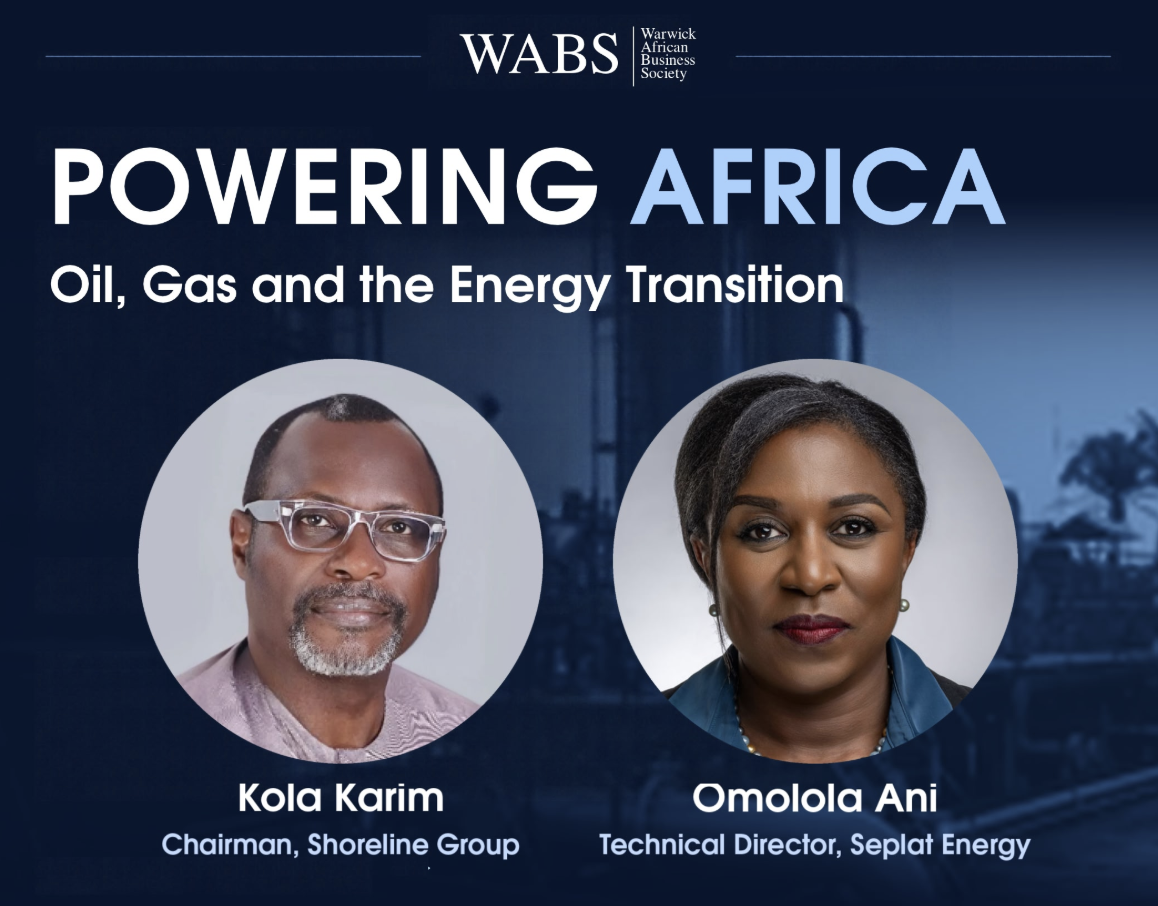 WABS
Warwick
African
Business
Society
POWERING AFRICA
Oil, Gas and the Energy Transition
Kola Karim
Chairman, Shoreline Group
Omolola Ani
Technical Director, Seplat Energy